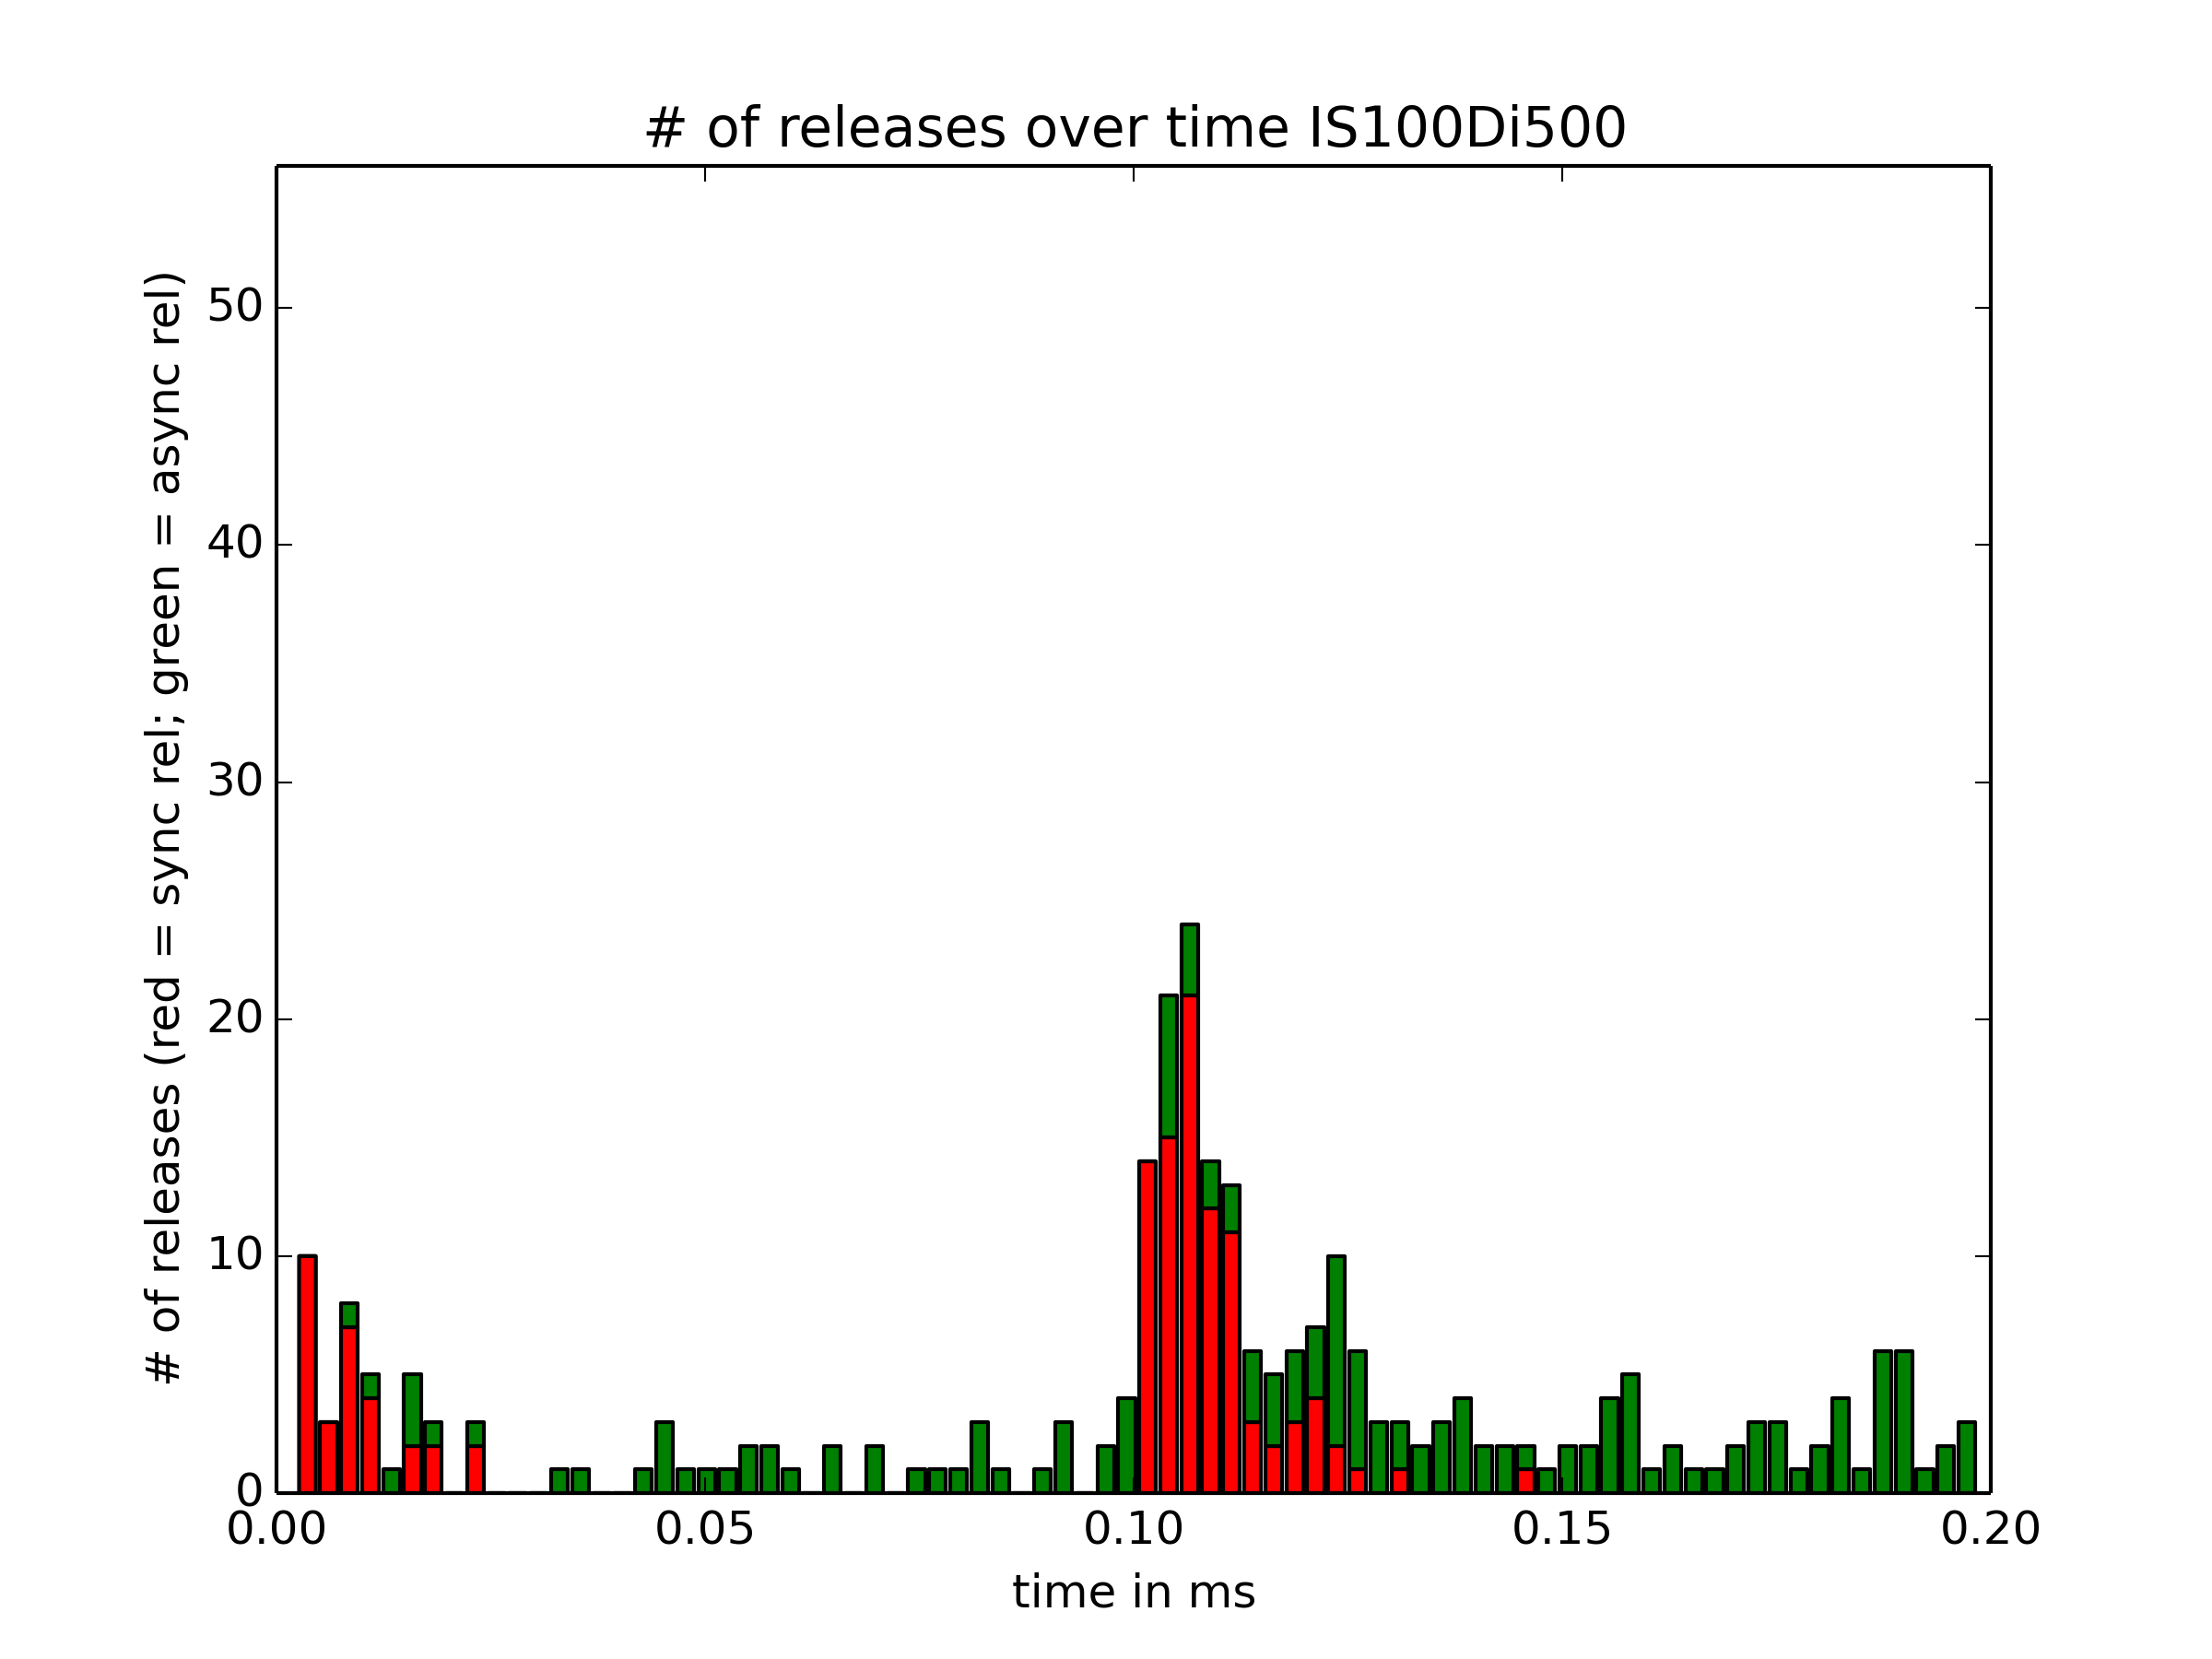 # of releases over time IS100Di500
# of releases (red = sync rel; green = async rel)
50
40
30
20
10
0
0.00 0.05 0.10 0.15 0.20
time in ms